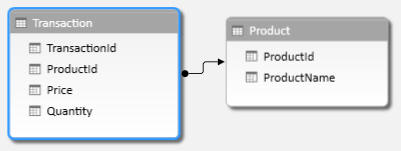 Transaction
TransactionId
ProductId
Price
Quantity
Product
ProductId
ProductName